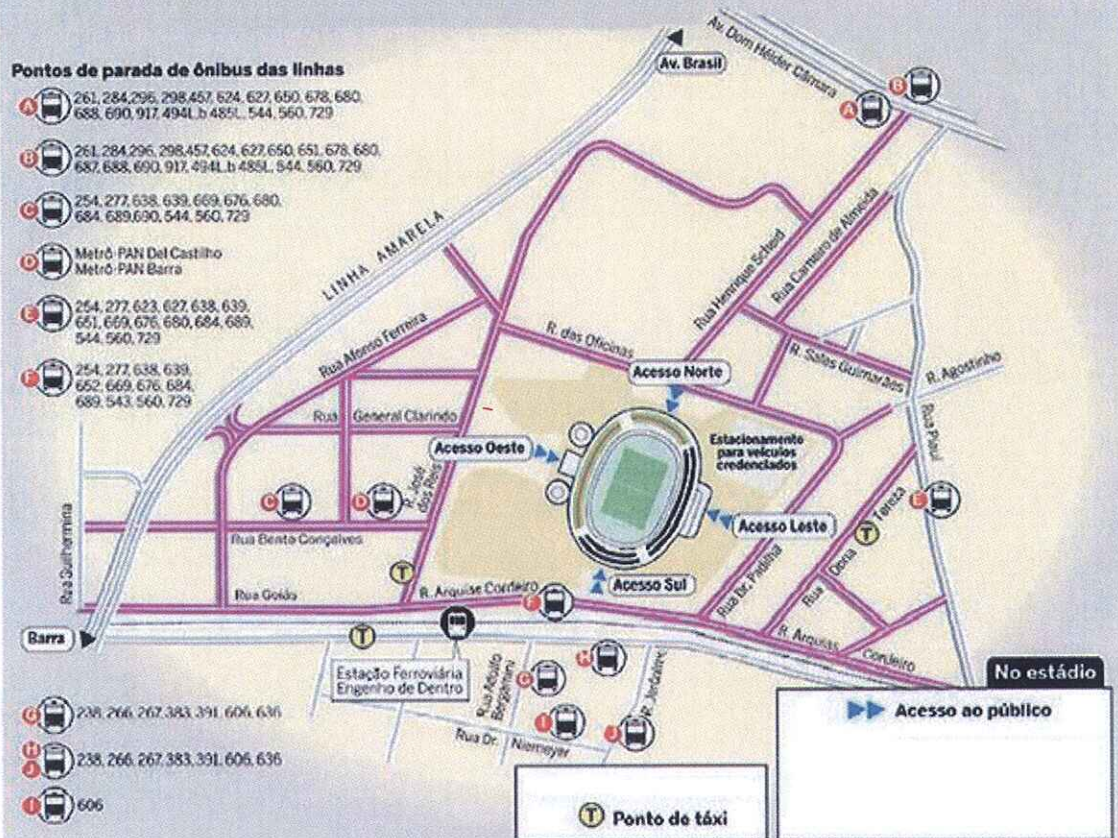 Pontos de parada de ônibus das linhas
A 261, 284,296, 298,457, 624, 627, 650, 678, 680,
688, 690, 917, 494L.b 485L, 544, 560, 729
B 261, 284,296, 298,457, 624, 627, 650, 651, 678, 680,
687, 688, 690, 917, 494L.b 485L, 544, 560, 729
C 254, 277, 638, 639, 669, 676, 680,
684, 689,690, 544, 560, 729
D Metrô-PAN Del Castilho
Metrô-PAN Barra
E 254, 277, 623, 627, 638, 639,
651, 669, 676, 680, 684, 689,
544, 560, 729
F 254, 277, 638, 639,
652, 669, 676, 684,
689, 543, 560, 729
Av. Brasil
Av. Dom Hélder Câmara
B
A
LINHA AMARELA
Rua Henrique Scheid
Rua Carneiro de Almeida
Rua Afonso Ferreira
R. das Oficinas
R. Sales Guimarães
R. Agostinho
Acesso Norte
Rua General Clarindo
Acesso Oeste
Estacionamento
para veículos
credenciados
Rua Piauí
R. José
dos Reis
C
D
E
Acesso Leste
Rua Dona Tereza
T
Rua Guilhermina
Rua Bento Gonçalves
T
Acesso Sul
Rua Dr. Padilha
Rua Goiás
R. Arquias Cordeiro
F
R. Arquias Cordeiro
Barra
T
Estação Ferroviária
Engenho de Dentro
Rua Adolfo
Bergamini
G
H
I
J
Rua Dr. Niemeyer
No estádio
Acesso ao público
G 238, 266, 267, 383, 391, 606, 636
H
J 238, 266, 267, 383, 391, 606, 636
I 606
T Ponto de táxi